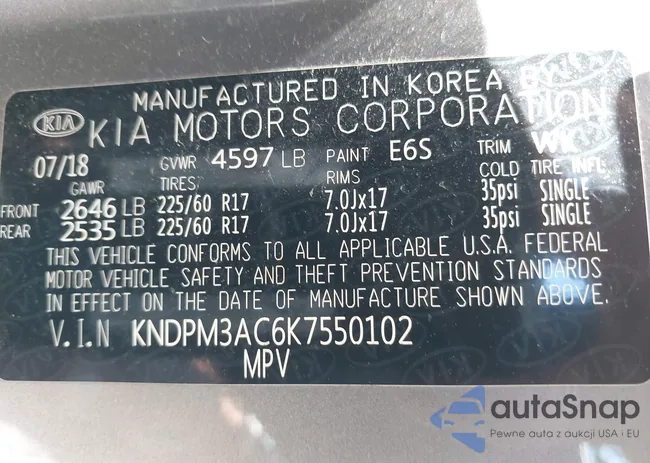 MANUFACTURED IN KOREA BY
KIA KIA MOTORS CORPORATION
07/18 GVWR 4597 LB PAINT E6S TRIM WK
GAWR TIRES: RIMS COLD TIRE INFL
FRONT 2646 LB 225/60 R17 7.0Jx17 35psi SINGLE
REAR 2535 LB 225/60 R17 7.0Jx17 35psi SINGLE
THIS VEHICLE CONFORMS TO ALL APPLICABLE U.S.A. FEDERAL
MOTOR VEHICLE SAFETY AND THEFT PREVENTION STANDARDS
IN EFFECT ON THE DATE OF MANUFACTURE SHOWN ABOVE.
V.I.N KNDPM3AC6K7550102
MPV
autaSnap
Pewne auta z aukcji USA i EU